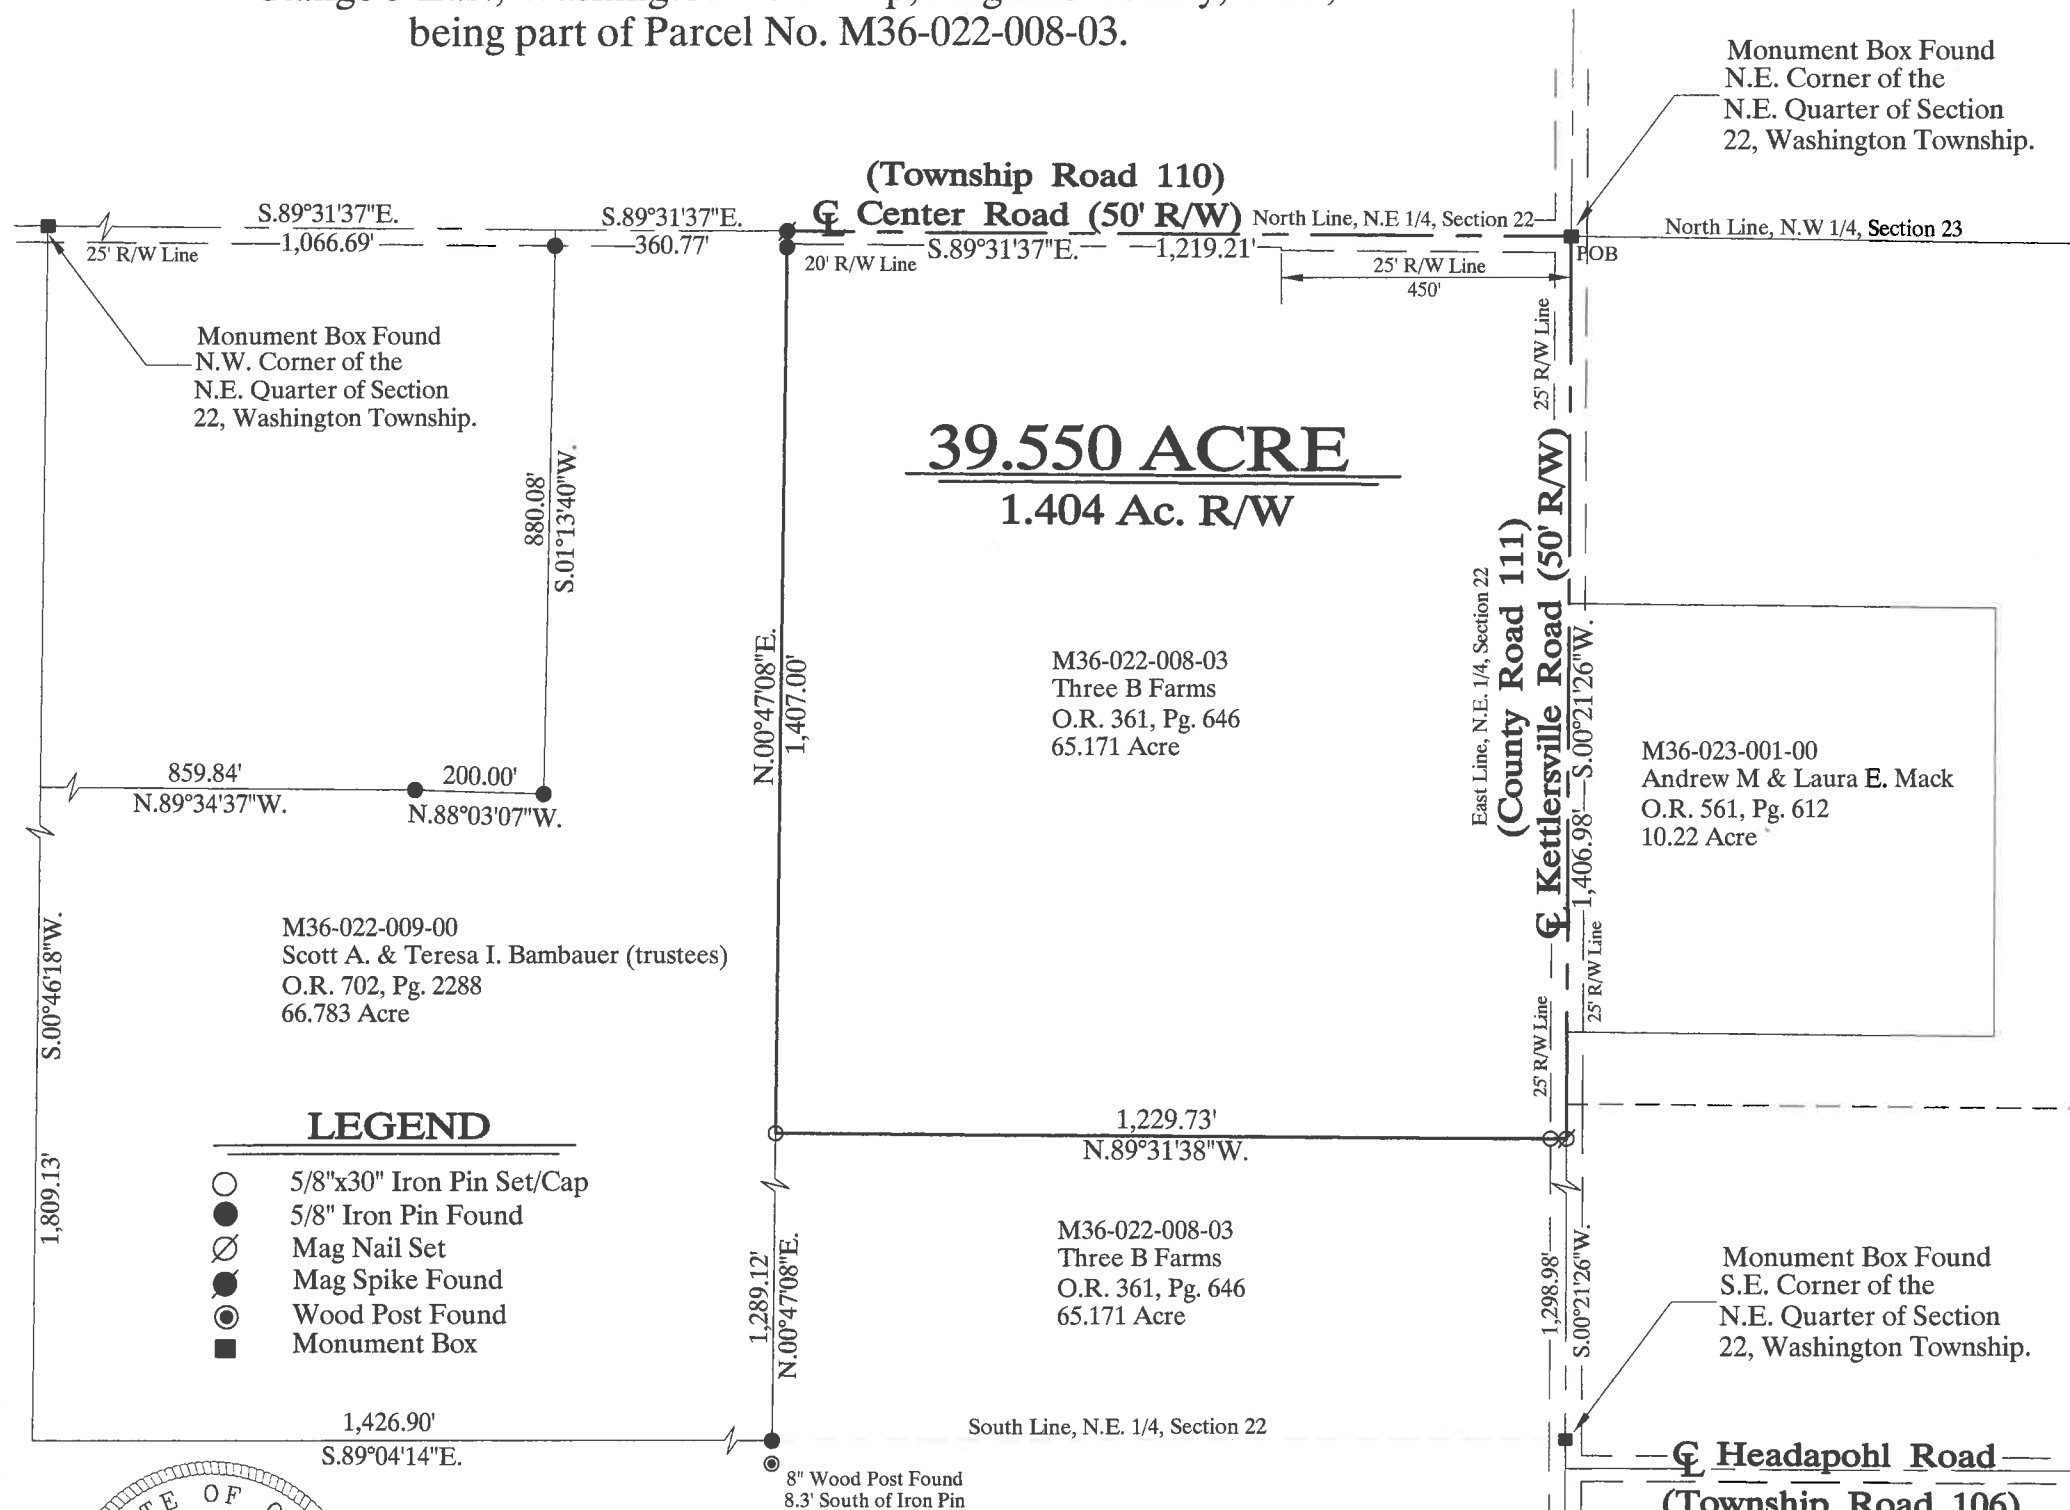 being part of Parcel No. M36-022-008-03.
Monument Box Found
N.E. Corner of the
N.E. Quarter of Section
22, Washington Township.
(Township Road 110)
℄ Center Road (50' R/W)
North Line, N.E 1/4, Section 22
North Line, N.W 1/4, Section 23
S.89°31'37"E.
1,066.69'
25' R/W Line
S.89°31'37"E.
360.77'
20' R/W Line
S.89°31'37"E.
1,219.21'
25' R/W Line
450'
POB
Monument Box Found
N.W. Corner of the
N.E. Quarter of Section
22, Washington Township.
880.08'
S.01°13'40"W.
39.550 ACRE
1.404 Ac. R/W
25' R/W Line
N.00°47'08"E.
1,407.00'
M36-022-008-03
Three B Farms
O.R. 361, Pg. 646
65.171 Acre
East Line, N.E. 1/4, Section 22
(County Road 111)
℄ Kettlersville Road (50' R/W)
1,406.98'
S.00°21'26"W.
M36-023-001-00
Andrew M & Laura E. Mack
O.R. 561, Pg. 612
10.22 Acre
859.84'
N.89°34'37"W.
200.00'
N.88°03'07"W.
M36-022-009-00
Scott A. & Teresa I. Bambauer (trustees)
O.R. 702, Pg. 2288
66.783 Acre
S.00°46'18"W.
1,809.13'
25' R/W Line
25' R/W Line
1,229.73'
N.89°31'38"W.
LEGEND
5/8"x30" Iron Pin Set/Cap
5/8" Iron Pin Found
Mag Nail Set
Mag Spike Found
Wood Post Found
Monument Box
1,289.12'
N.00°47'08"E.
M36-022-008-03
Three B Farms
O.R. 361, Pg. 646
65.171 Acre
1,298.98'
S.00°21'26"W.
Monument Box Found
S.E. Corner of the
N.E. Quarter of Section
22, Washington Township.
1,426.90'
S.89°04'14"E.
South Line, N.E. 1/4, Section 22
8" Wood Post Found
8.3' South of Iron Pin
℄ Headapohl Road
(Township Road 106)
OF